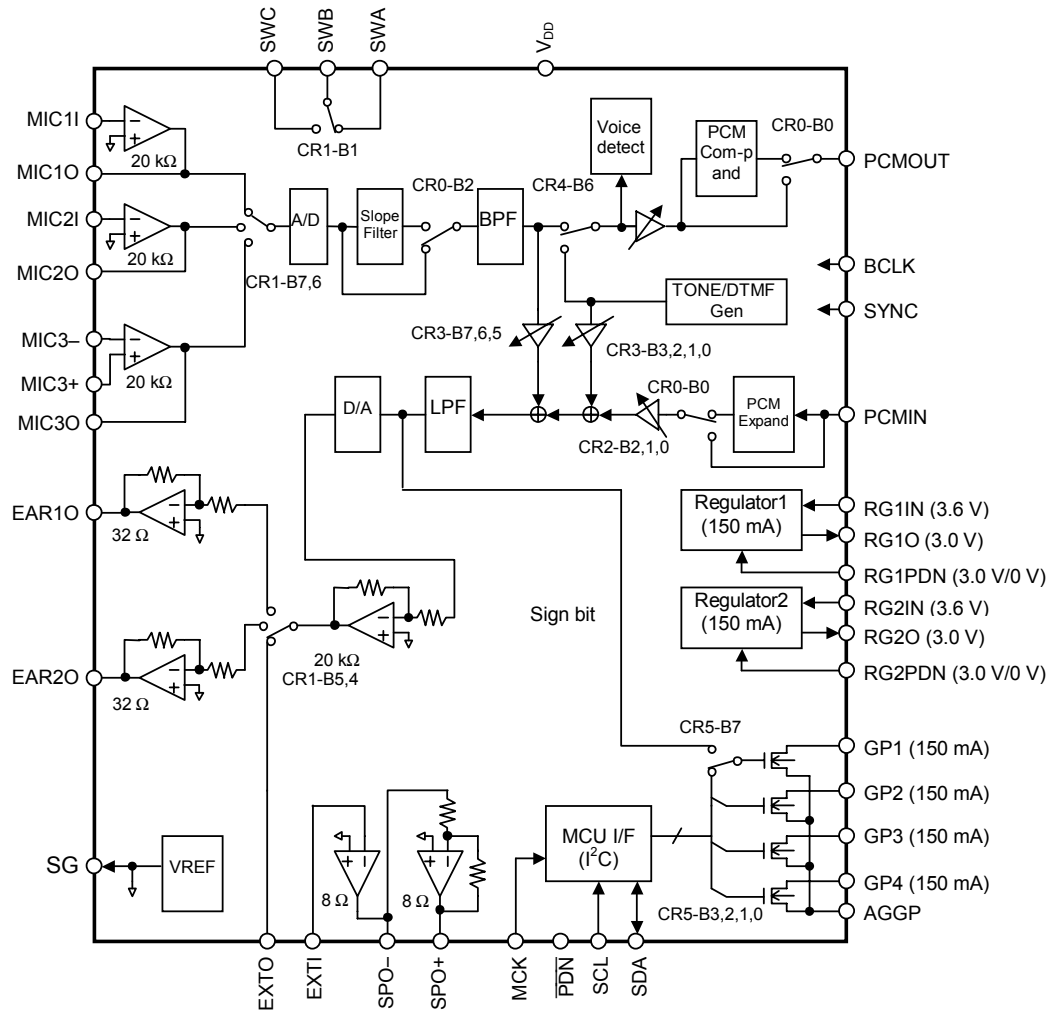 SWC
SWB
SWA
VDD
MIC1I
20 kΩ
MIC1O
MIC2I
20 kΩ
MIC2O
MIC3–
MIC3+
20 kΩ
MIC3O
CR1-B1
CR1-B7,6
A/D
Slope
Filter
CR0-B2
BPF
CR4-B6
Voice
detect
PCM
Com-p
and
CR0-B0
PCMOUT
BCLK
SYNC
TONE/DTMF
Gen
CR3-B7,6,5
CR3-B3,2,1,0
D/A
LPF
CR2-B2,1,0
CR0-B0
PCM
Expand
PCMIN
EAR1O
32 Ω
EAR2O
32 Ω
20 kΩ
CR1-B5,4
Sign bit
Regulator1
(150 mA)
RG1IN (3.6 V)
RG1O (3.0 V)
RG1PDN (3.0 V/0 V)
Regulator2
(150 mA)
RG2IN (3.6 V)
RG2O (3.0 V)
RG2PDN (3.0 V/0 V)
CR5-B7
GP1 (150 mA)
GP2 (150 mA)
GP3 (150 mA)
GP4 (150 mA)
AGGP
CR5-B3,2,1,0
MCU I/F
(I²C)
SG
VREF
8 Ω
8 Ω
EXTO
EXTI
SPO–
SPO+
MCK
PDN
SCL
SDA